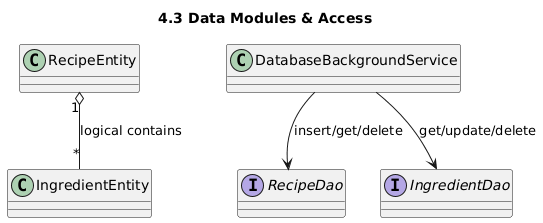 4.3 Data Modules & Access
C RecipeEntity
C DatabaseBackgroundService
1
logical contains
insert/get/delete
get/update/delete
*
C IngredientEntity
I RecipeDao
I IngredientDao